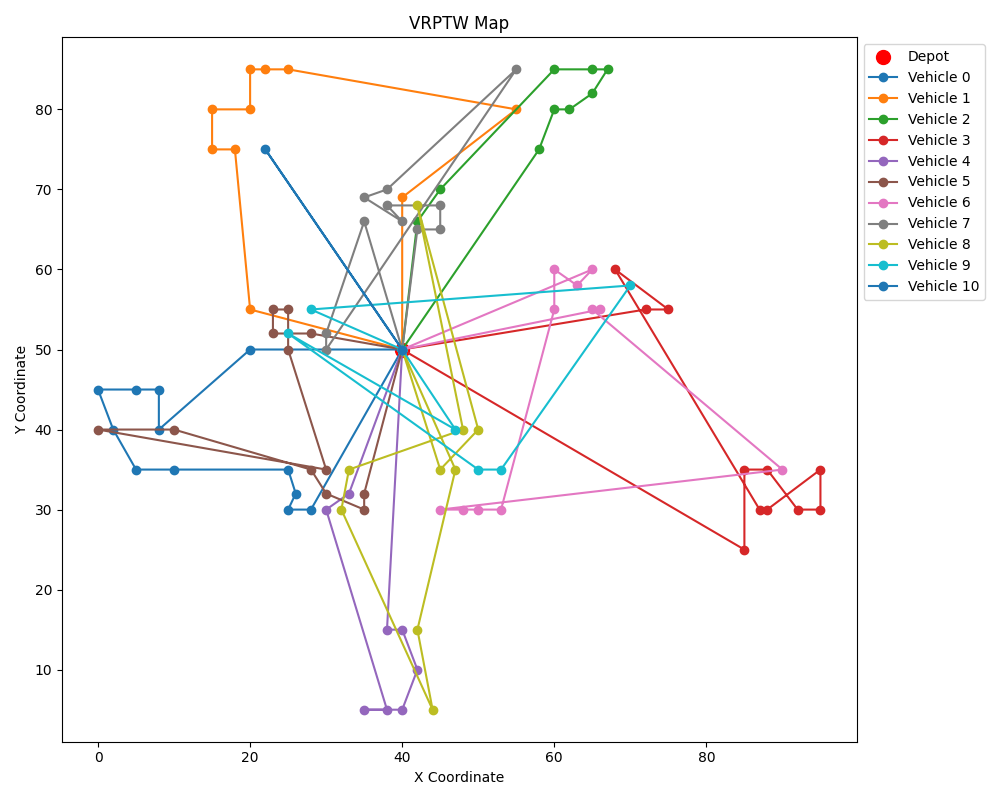 VRPTW Map
Depot
Vehicle 0
Vehicle 1
Vehicle 2
Vehicle 3
Vehicle 4
Vehicle 5
Vehicle 6
Vehicle 7
Vehicle 8
Vehicle 9
Vehicle 10
Y Coordinate
80
70
60
50
40
30
20
10
0 20 40 60 80
X Coordinate